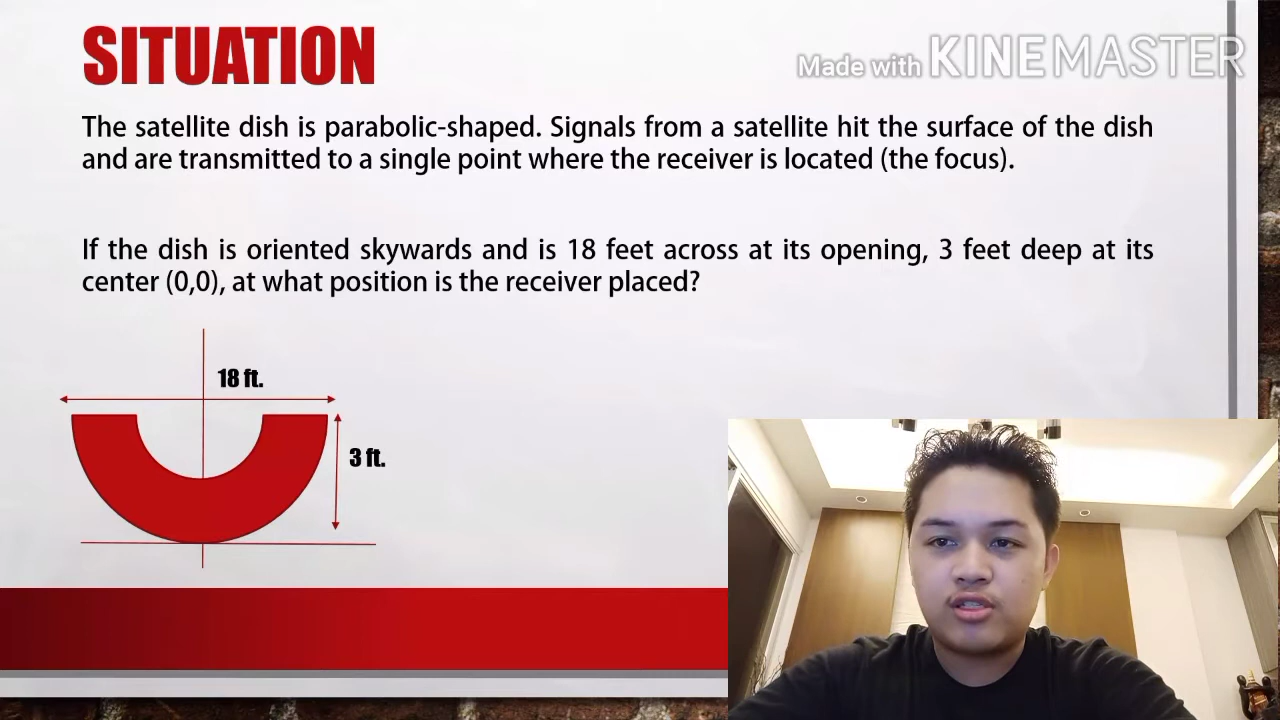 SITUATION
Made with KINEMASTER
The satellite dish is parabolic-shaped. Signals from a satellite hit the surface of the dish
and are transmitted to a single point where the receiver is located (the focus).
If the dish is oriented skywards and is 18 feet across at its opening, 3 feet deep at its
center (0,0), at what position is the receiver placed?
18 ft.
3 ft.